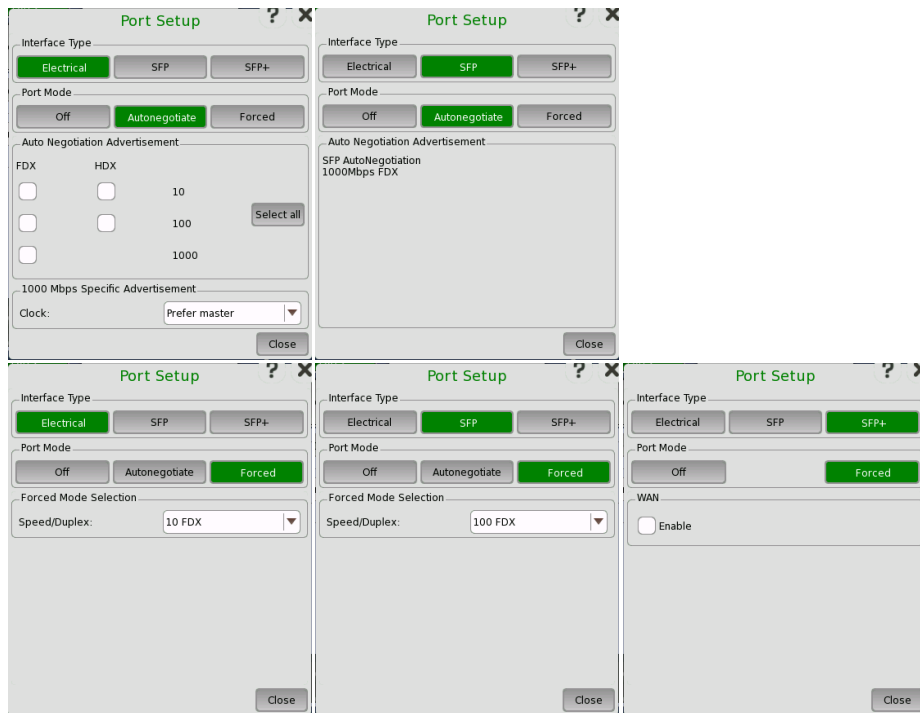 Port Setup ? X
Interface Type
Electrical SFP SFP+
Port Mode
Off Autonegotiate Forced
Auto Negotiation Advertisement
FDX HDX
10
100
Select all
1000
1000 Mbps Specific Advertisement
Clock: Prefer master
Close
Port Setup ? X
Interface Type
Electrical SFP SFP+
Port Mode
Off Autonegotiate Forced
Auto Negotiation Advertisement
SFP AutoNegotiation
1000Mbps FDX
Close
Port Setup ? X
Interface Type
Electrical SFP SFP+
Port Mode
Off Autonegotiate Forced
Forced Mode Selection
Speed/Duplex: 10 FDX
Close
Port Setup ? X
Interface Type
Electrical SFP SFP+
Port Mode
Off Autonegotiate Forced
Forced Mode Selection
Speed/Duplex: 100 FDX
Close
Port Setup ?
Interface Type
Electrical SFP SFP+
Port Mode
Off Forced
WAN
Enable
Close